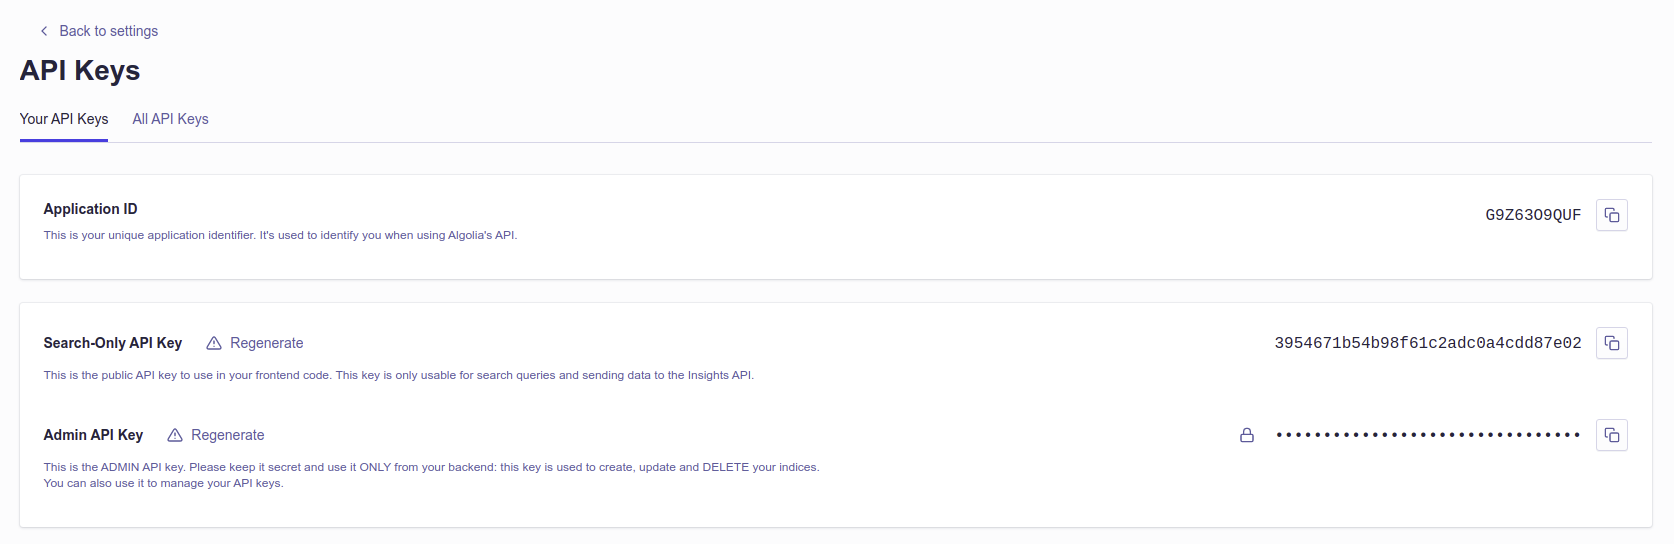 Back to settings
API Keys
Your API Keys All API Keys
Application ID
G9Z63O9QUF
This is your unique application identifier. It's used to identify you when using Algolia's API.
Search-Only API Key Regenerate
3954671b54b98f61c2adc0a4cdd87e02
This is the public API key to use in your frontend code. This key is only usable for search queries and sending data to the Insights API.
Admin API Key Regenerate
••••••••••••••••••••••••••••••••
This is the ADMIN API key. Please keep it secret and use it ONLY from your backend: this key is used to create, update and DELETE your indices.
You can also use it to manage your API keys.